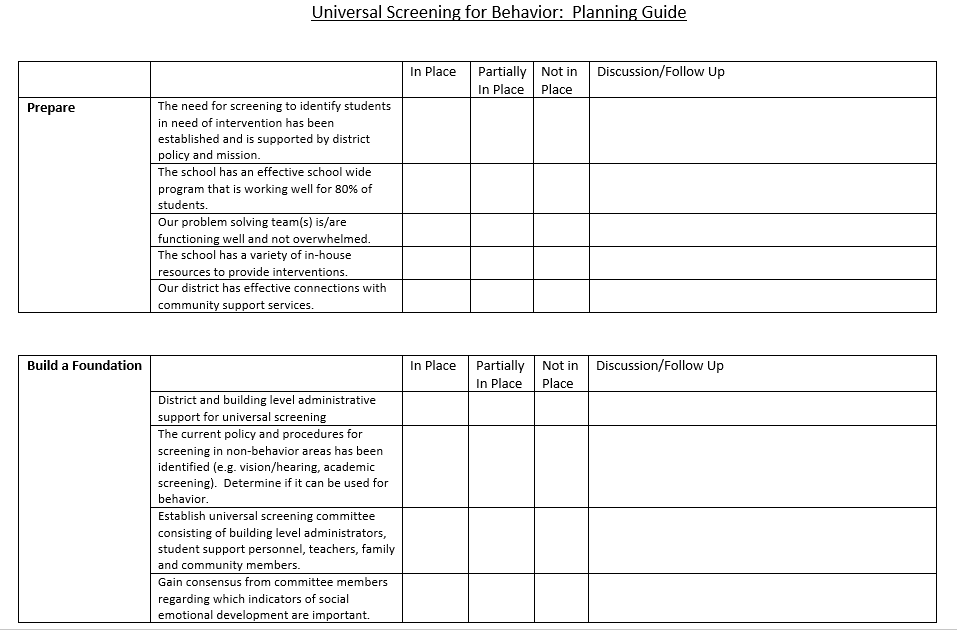 Universal Screening for Behavior:  Planning Guide
In Place
Partially
In Place
Not in
Place
Discussion/Follow Up
Prepare
The need for screening to identify students
in need of intervention has been
established and is supported by district
policy and mission.
The school has an effective school wide
program that is working well for 80% of
students.
Our problem solving team(s) is/are
functioning well and not overwhelmed.
The school has a variety of in-house
resources to provide interventions.
Our district has effective connections with
community support services.
Build a Foundation
In Place
Partially
In Place
Not in
Place
Discussion/Follow Up
District and building level administrative
support for universal screening
The current policy and procedures for
screening in non-behavior areas has been
identified (e.g. vision/hearing, academic
screening).  Determine if it can be used for
behavior.
Establish universal screening committee
consisting of building level administrators,
student support personnel, teachers, family
and community members.
Gain consensus from committee members
regarding which indicators of social
emotional development are important.